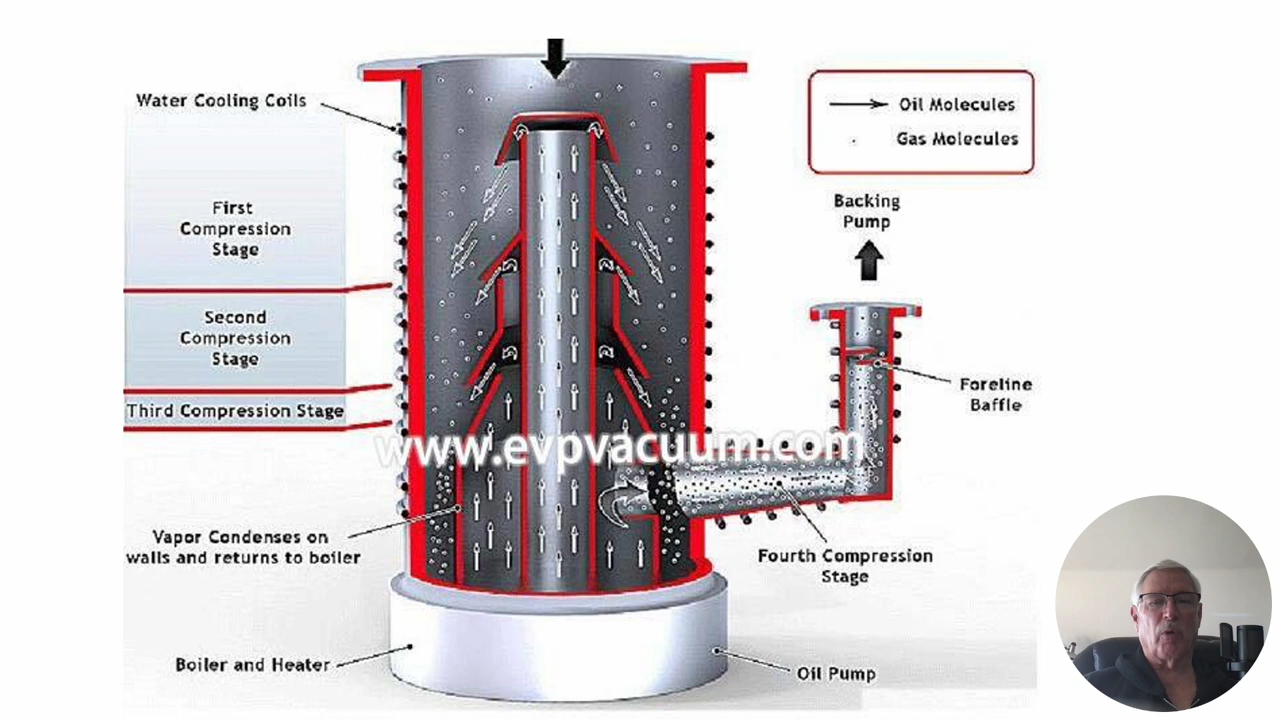 Water Cooling Coils
Oil Molecules
Gas Molecules
First
Compression
Stage
Backing
Pump
Second
Compression
Stage
Foreline
Baffle
Third Compression Stage
www.evpvacuum.com
Vapor Condenses on
walls and returns to boiler
Fourth Compression
Stage
Boiler and Heater
Oil Pump